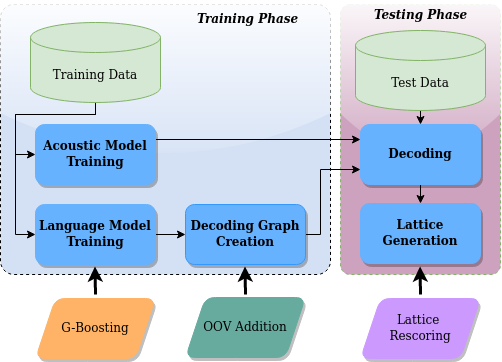 Training Phase
Testing Phase
Training Data
Test Data
Acoustic Model
Training
Decoding
Language Model
Training
Decoding Graph
Creation
Lattice
Generation
G-Boosting
OOV Addition
Lattice
Rescoring